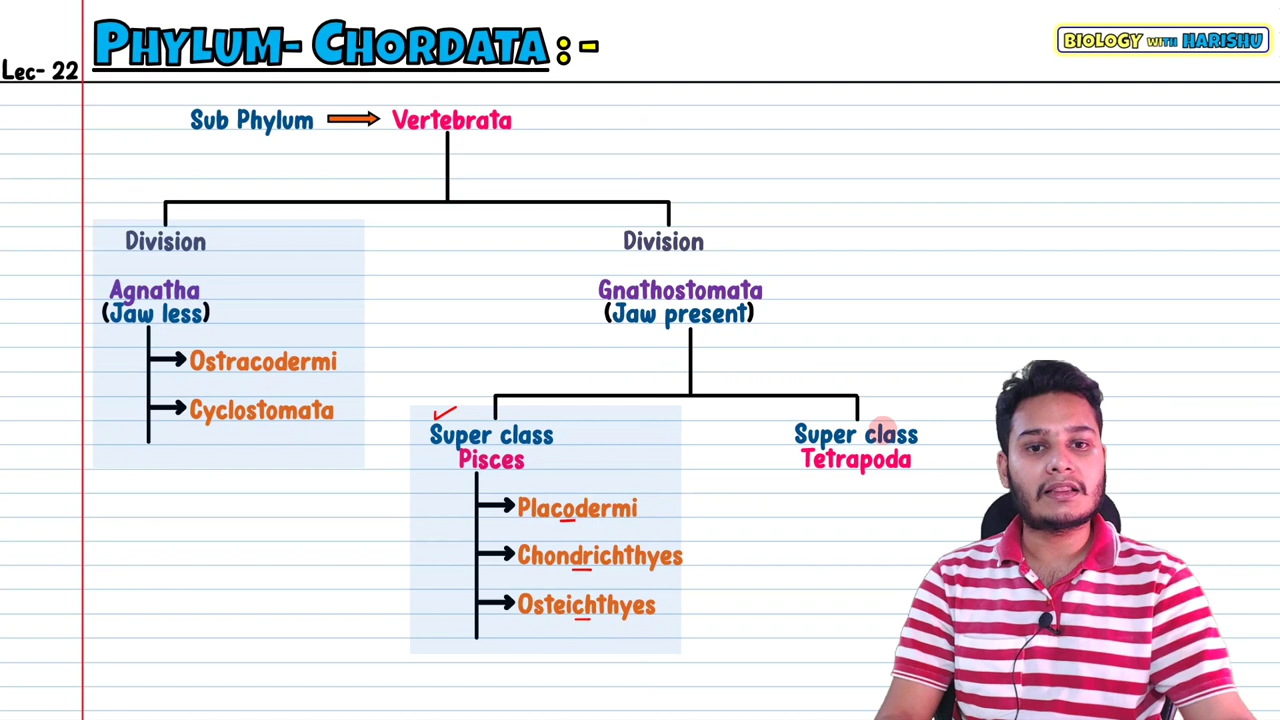 PHYLUM- CHORDATA :-
BIOLOGY WITH HARISHU
Lec- 22
Sub Phylum Vertebrata
Division
Division
Agnatha
(Jaw less)
Gnathostomata
(Jaw present)
Ostracodermi
Cyclostomata
Super class
Pisces
Super class
Tetrapoda
Placodermi
Chondrichthyes
Osteichthyes